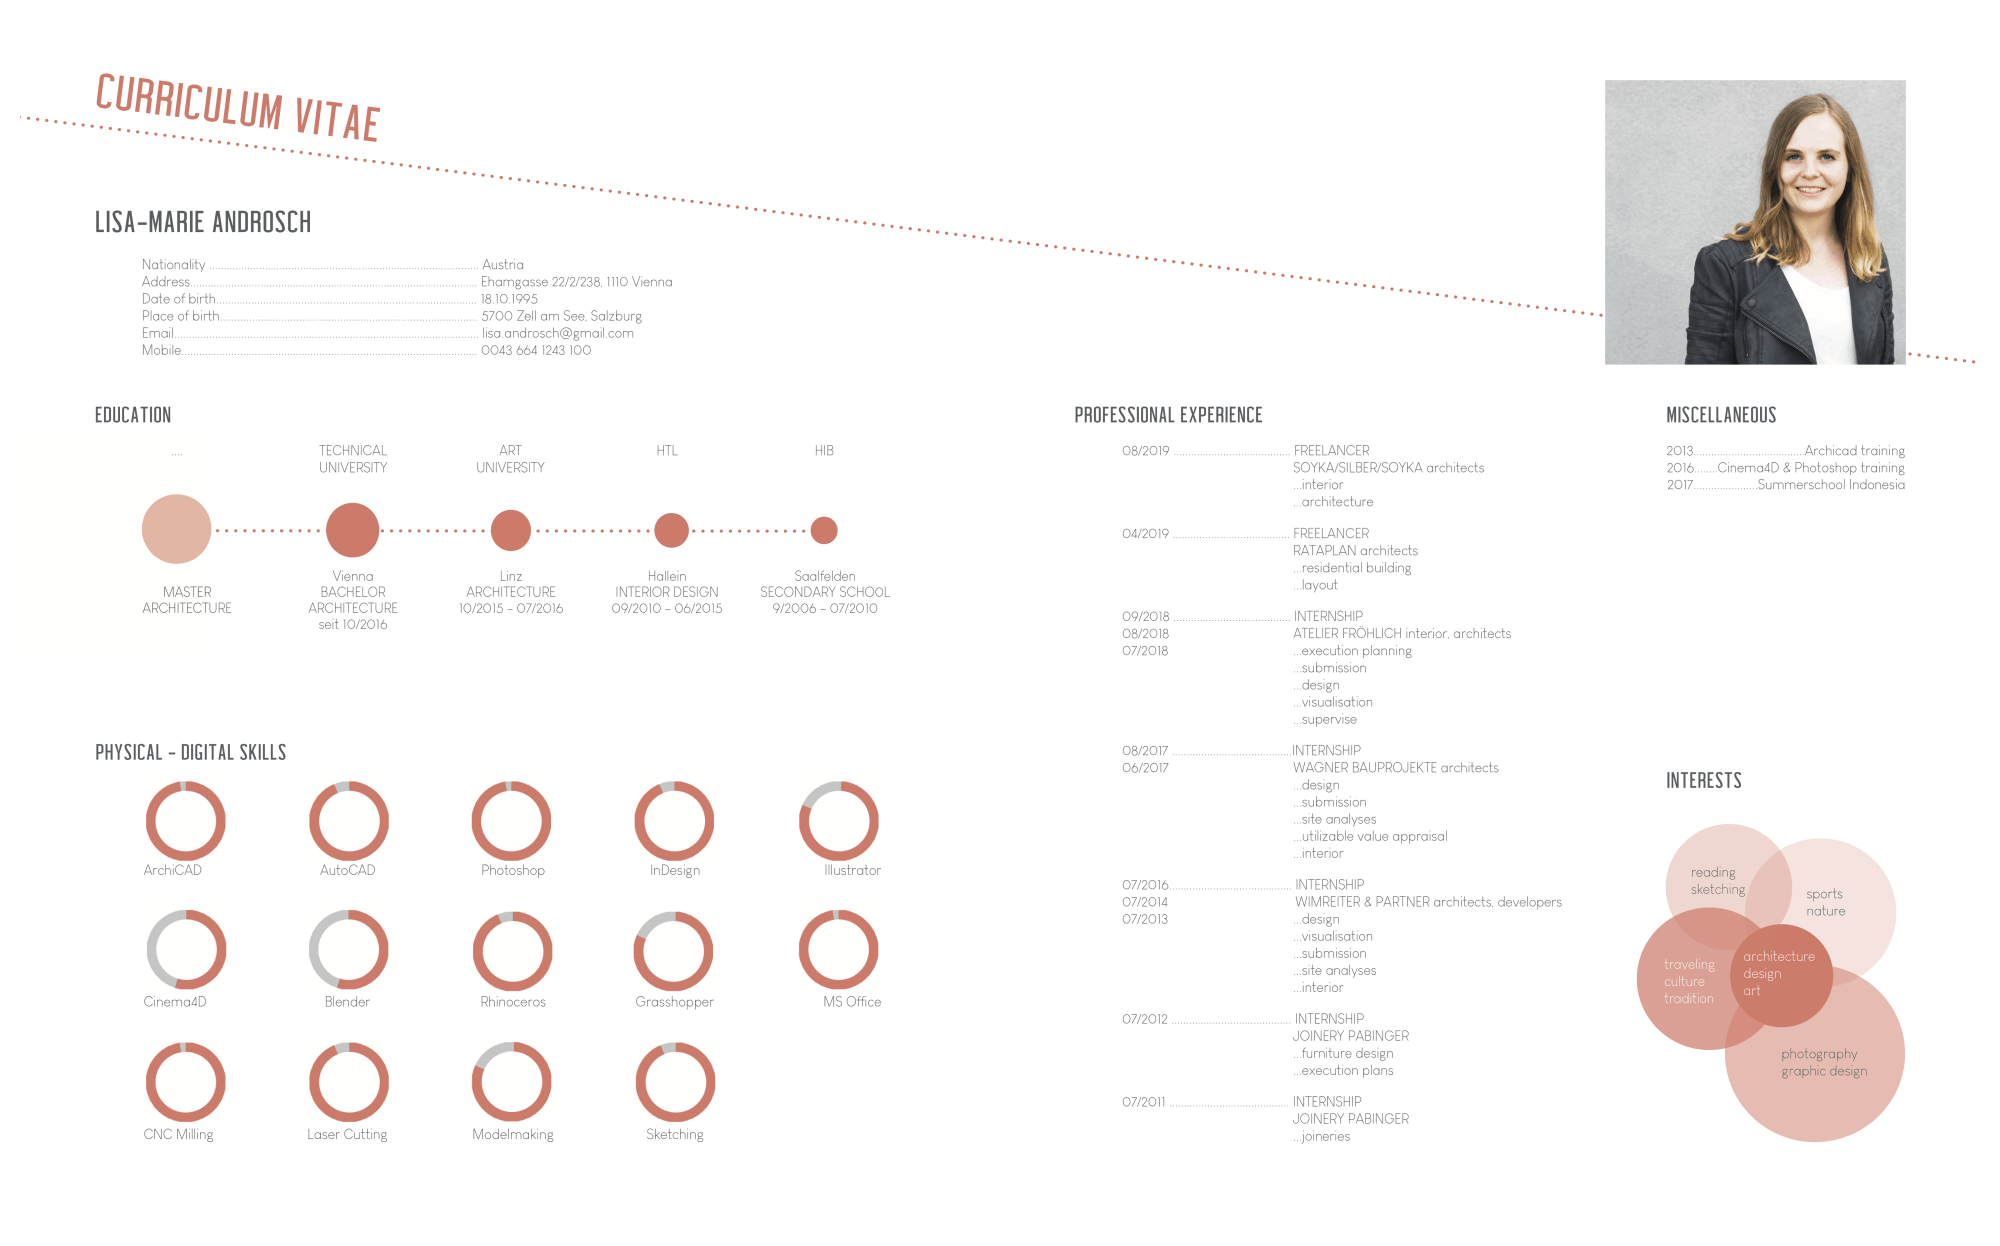 CURRICULUM VITAE
LISA-MARIE ANDROSCH
Nationality ........ Austria
Address........ Ehamgasse 22/2/238, 1110 Vienna
Date of birth........ 18.10.1995
Place of birth........ 5700 Zell am See, Salzburg
Email........ lisa.androsch@gmail.com
Mobile........ 0043 664 1243 100
EDUCATION
....
MASTER
ARCHITECTURE
TECHNICAL
UNIVERSITY
Vienna
BACHELOR
ARCHITECTURE
seit 10/2016
ART
UNIVERSITY
Linz
ARCHITECTURE
10/2015 - 07/2016
HTL
Hallein
INTERIOR DESIGN
09/2010 - 06/2015
HIB
Saalfelden
SECONDARY SCHOOL
9/2006 - 07/2010
PHYSICAL - DIGITAL SKILLS
ArchiCAD
AutoCAD
Photoshop
InDesign
Illustrator
Cinema4D
Blender
Rhinoceros
Grasshopper
MS Office
CNC Milling
Laser Cutting
Modelmaking
Sketching
PROFESSIONAL EXPERIENCE
08/2019 ........ FREELANCER
SOYKA/SILBER/SOYKA architects
...interior
...architecture
04/2019 ........ FREELANCER
RATAPLAN architects
...residential building
...layout
09/2018 ........ INTERNSHIP
08/2018 ATELIER FRÖHLICH interior, architects
07/2018 ...execution planning
...submission
...design
...visualisation
...supervise
08/2017 ........INTERNSHIP
06/2017 WAGNER BAUPROJEKTE architects
...design
...submission
...site analyses
...utilizable value appraisal
...interior
07/2016........ INTERNSHIP
07/2014 WIMREITER & PARTNER architects, developers
07/2013 ...design
...visualisation
...submission
...site analyses
...interior
07/2012 ........ INTERNSHIP
JOINERY PABINGER
...furniture design
...execution plans
07/2011 ........ INTERNSHIP
JOINERY PABINGER
...joineries
MISCELLANEOUS
2013........Archicad training
2016........Cinema4D & Photoshop training
2017........Summerschool Indonesia
INTERESTS
reading
sketching
sports
nature
traveling
culture
tradition
architecture
design
art
photography
graphic design